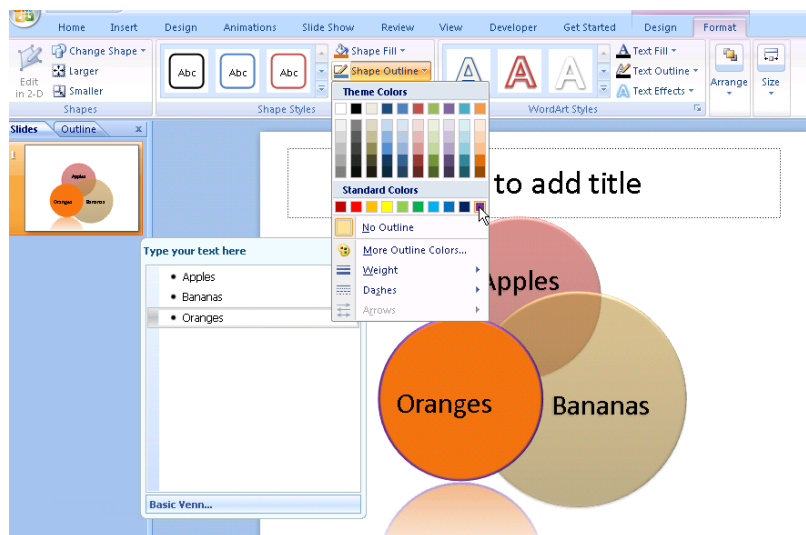 Home Insert Design Animations Slide Show Review View Developer Get Started Design Format
Change Shape
Larger
Smaller
Edit
in 2-D
Shapes
Abc Abc Abc
Shape Fill
Shape Outline
Shape Styles
A A A
Text Fill
Text Outline
Text Effects
WordArt Styles
Arrange
Size
Slides Outline x
1
Apples
Oranges Bananas
Theme Colors
Standard Colors
No Outline
More Outline Colors...
Weight
Dashes
Arrows
to add title
Type your text here
• Apples
• Bananas
• Oranges
Basic Venn...
Apples
Oranges
Bananas